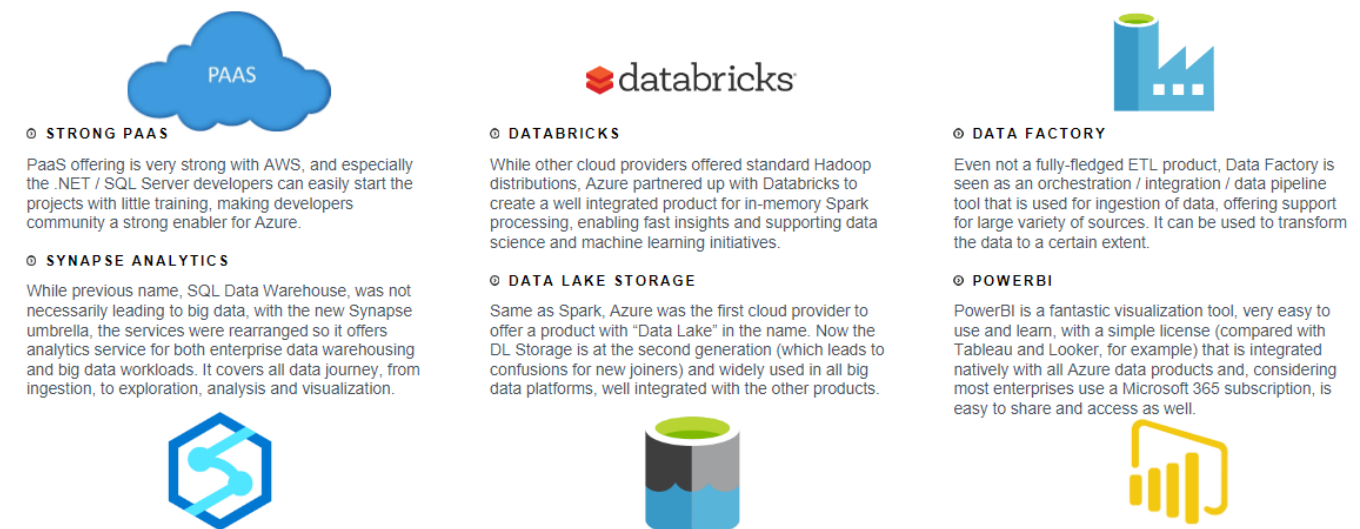 PAAS
STRONG PAAS
PaaS offering is very strong with AWS, and especially
the .NET / SQL Server developers can easily start the
projects with little training, making developers
community a strong enabler for Azure.
SYNAPSE ANALYTICS
While previous name, SQL Data Warehouse, was not
necessarily leading to big data, with the new Synapse
umbrella, the services were rearranged so it offers
analytics service for both enterprise data warehousing
and big data workloads. It covers all data journey, from
ingestion, to exploration, analysis and visualization.
databricks
DATABRICKS
While other cloud providers offered standard Hadoop
distributions, Azure partnered up with Databricks to
create a well integrated product for in-memory Spark
processing, enabling fast insights and supporting data
science and machine learning initiatives.
DATA LAKE STORAGE
Same as Spark, Azure was the first cloud provider to
offer a product with “Data Lake” in the name. Now the
DL Storage is at the second generation (which leads to
confusions for new joiners) and widely used in all big
data platforms, well integrated with the other products.
DATA FACTORY
Even not a fully-fledged ETL product, Data Factory is
seen as an orchestration / integration / data pipeline
tool that is used for ingestion of data, offering support
for large variety of sources. It can be used to transform
the data to a certain extent.
POWERBI
PowerBI is a fantastic visualization tool, very easy to
use and learn, with a simple license (compared with
Tableau and Looker, for example) that is integrated
natively with all Azure data products and, considering
most enterprises use a Microsoft 365 subscription, is
easy to share and access as well.